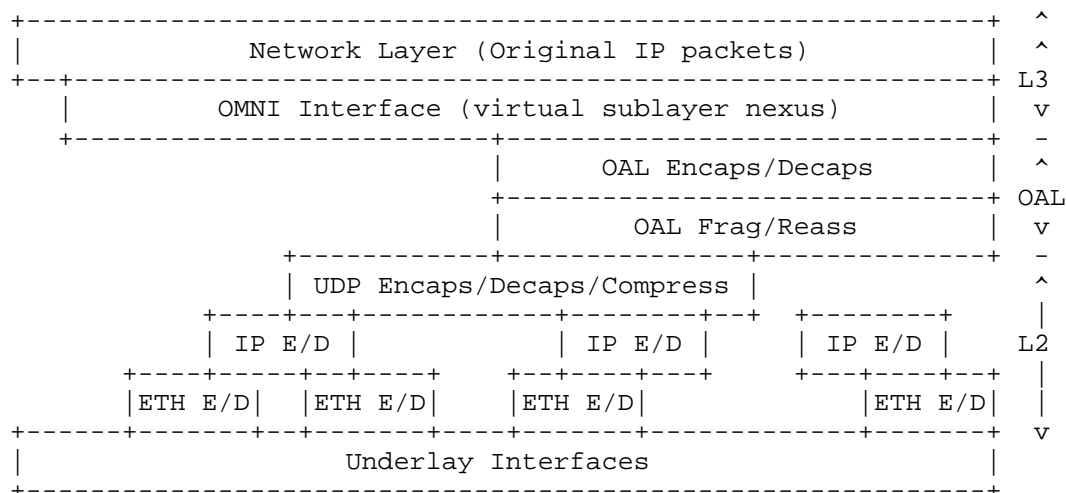 +------------------------------------------------------------+  ^
|              Network Layer (Original IP packets)           |  ^
+--+---------------------------------------------------------+ L3
   |         OMNI Interface (virtual sublayer nexus)         |  v
   +--------------------------+------------------------------+  -
                              |      OAL Encaps/Decaps       |  ^
                              +------------------------------+ OAL
                              |        OAL Frag/Reass        |  v
                 +------------+---------------+--------------+  -
                 | UDP Encaps/Decaps/Compress |                 ^
            +----+---+------------+--------+--+  +--------+     |
            | IP E/D |            | IP E/D |     | IP E/D |    L2
       +----+-----+--+----+    +--+----+---+     +---+----+--+  |
       |ETH E/D|  |ETH E/D|    |ETH E/D|             |ETH E/D|  |
+------+-------+--+-------+----+-------+-------------+-------+  v
|                    Underlay Interfaces                     |
+------------------------------------------------------------+